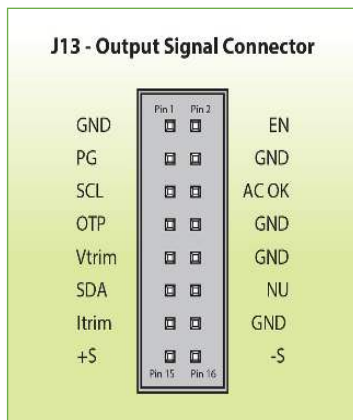 J13 - Output Signal Connector
Pin 1 Pin 2
GND EN
PG GND
SCL AC OK
OTP GND
Vtrim GND
SDA NU
Itrim GND
+S -S
Pin 15 Pin 16